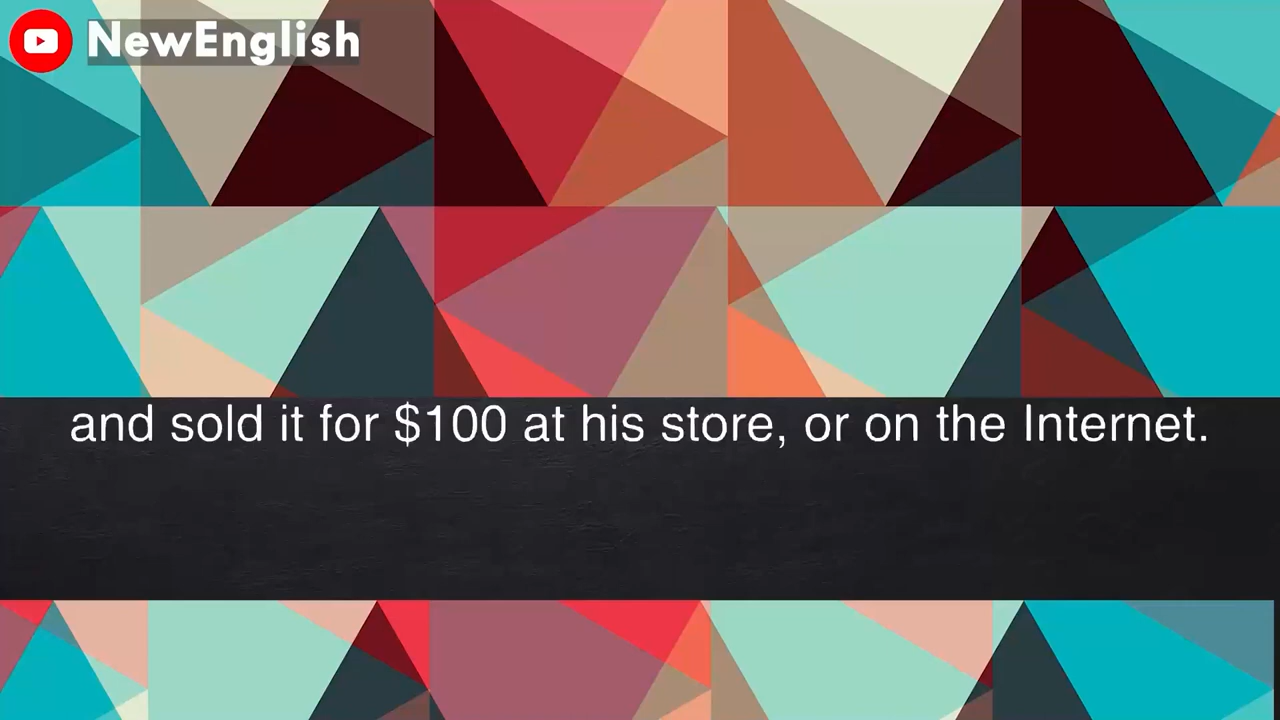 NewEnglish
and sold it for $100 at his store, or on the Internet.